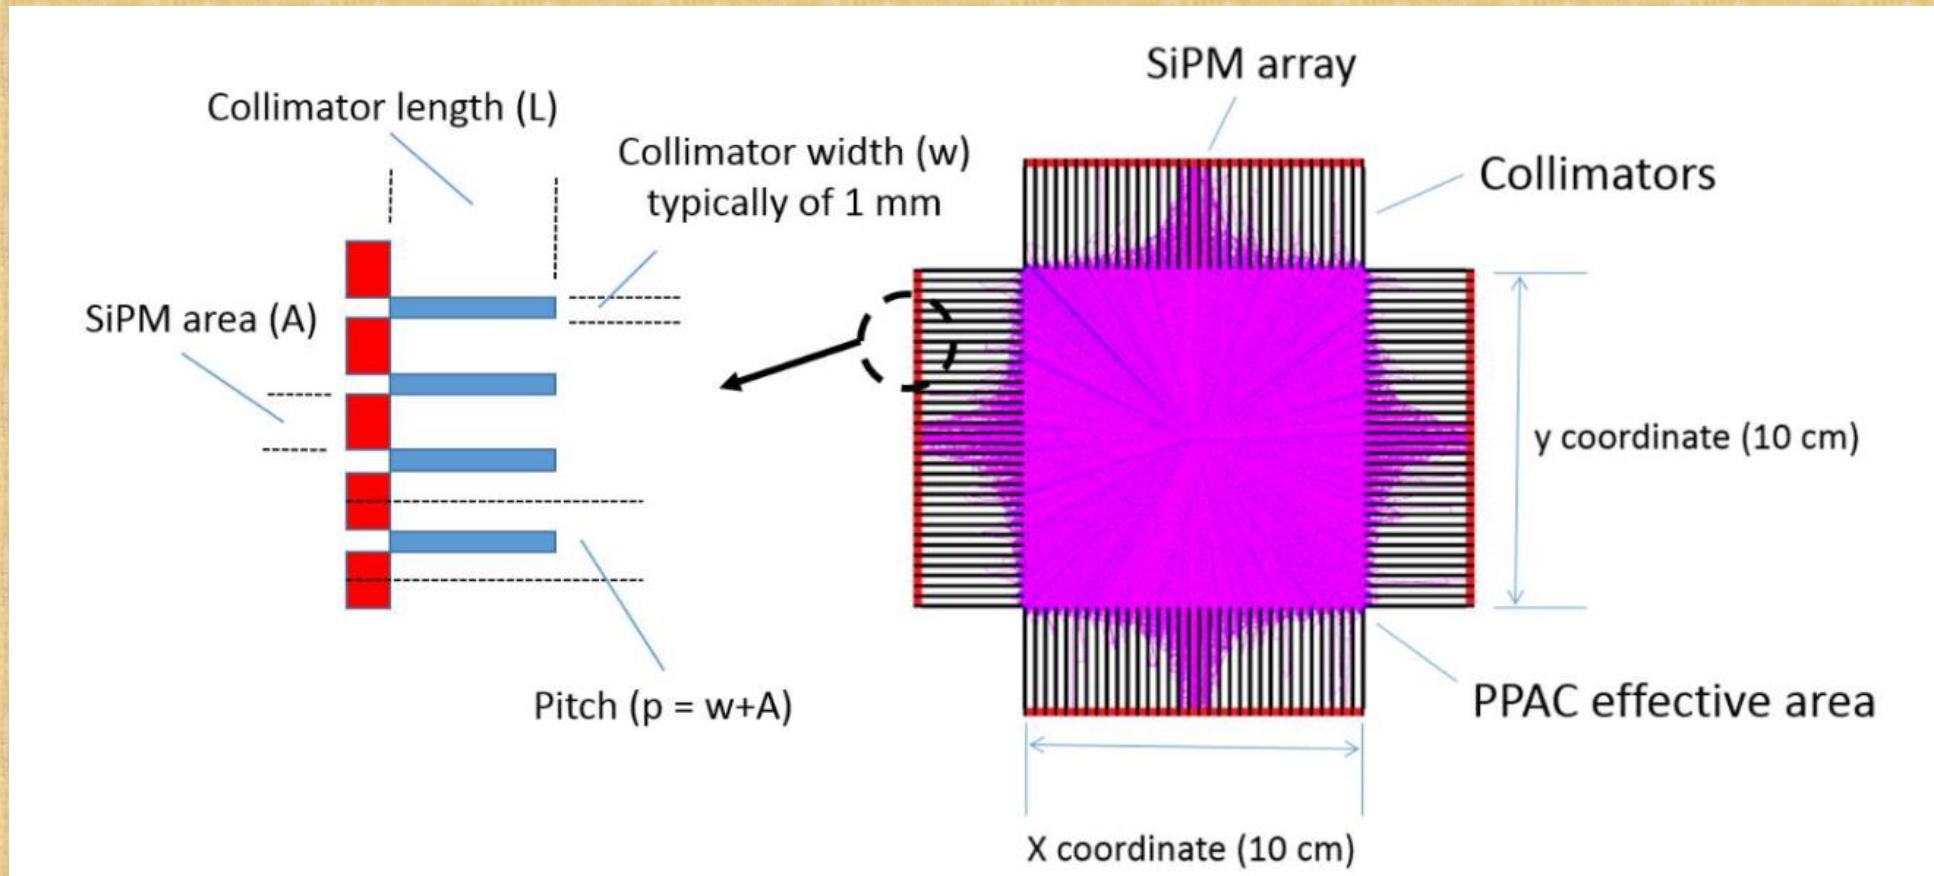 SiPM array
Collimator length (L)
Collimator width (w)
typically of 1 mm
Collimators
SiPM area (A)
y coordinate (10 cm)
Pitch (p = w+A)
PPAC effective area
X coordinate (10 cm)